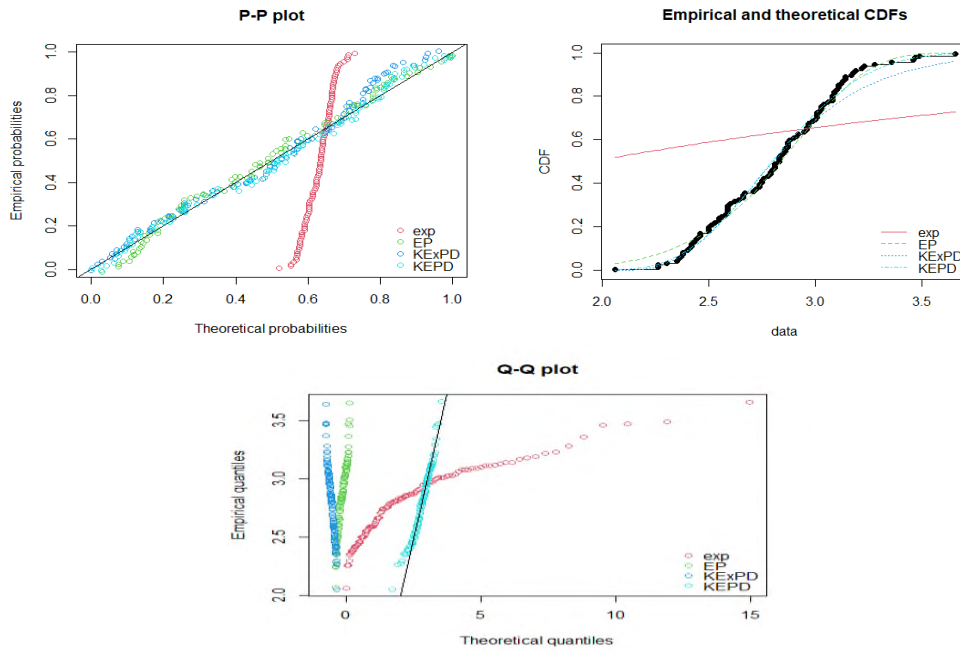 P-P plot
Empirical probabilities
1.0
0.8
0.6
0.4
0.2
0.0
exp
EP
KExPD
KEPD
0.0 0.2 0.4 0.6 0.8 1.0
Theoretical probabilities
Empirical and theoretical CDFs
CDF
1.0
0.8
0.6
0.4
0.2
0.0
exp
EP
KExPD
KEPD
2.0 2.5 3.0 3.5
data
Q-Q plot
Empirical quantiles
3.5
3.0
2.5
2.0
exp
EP
KExPD
KEPD
0 5 10 15
Theoretical quantiles